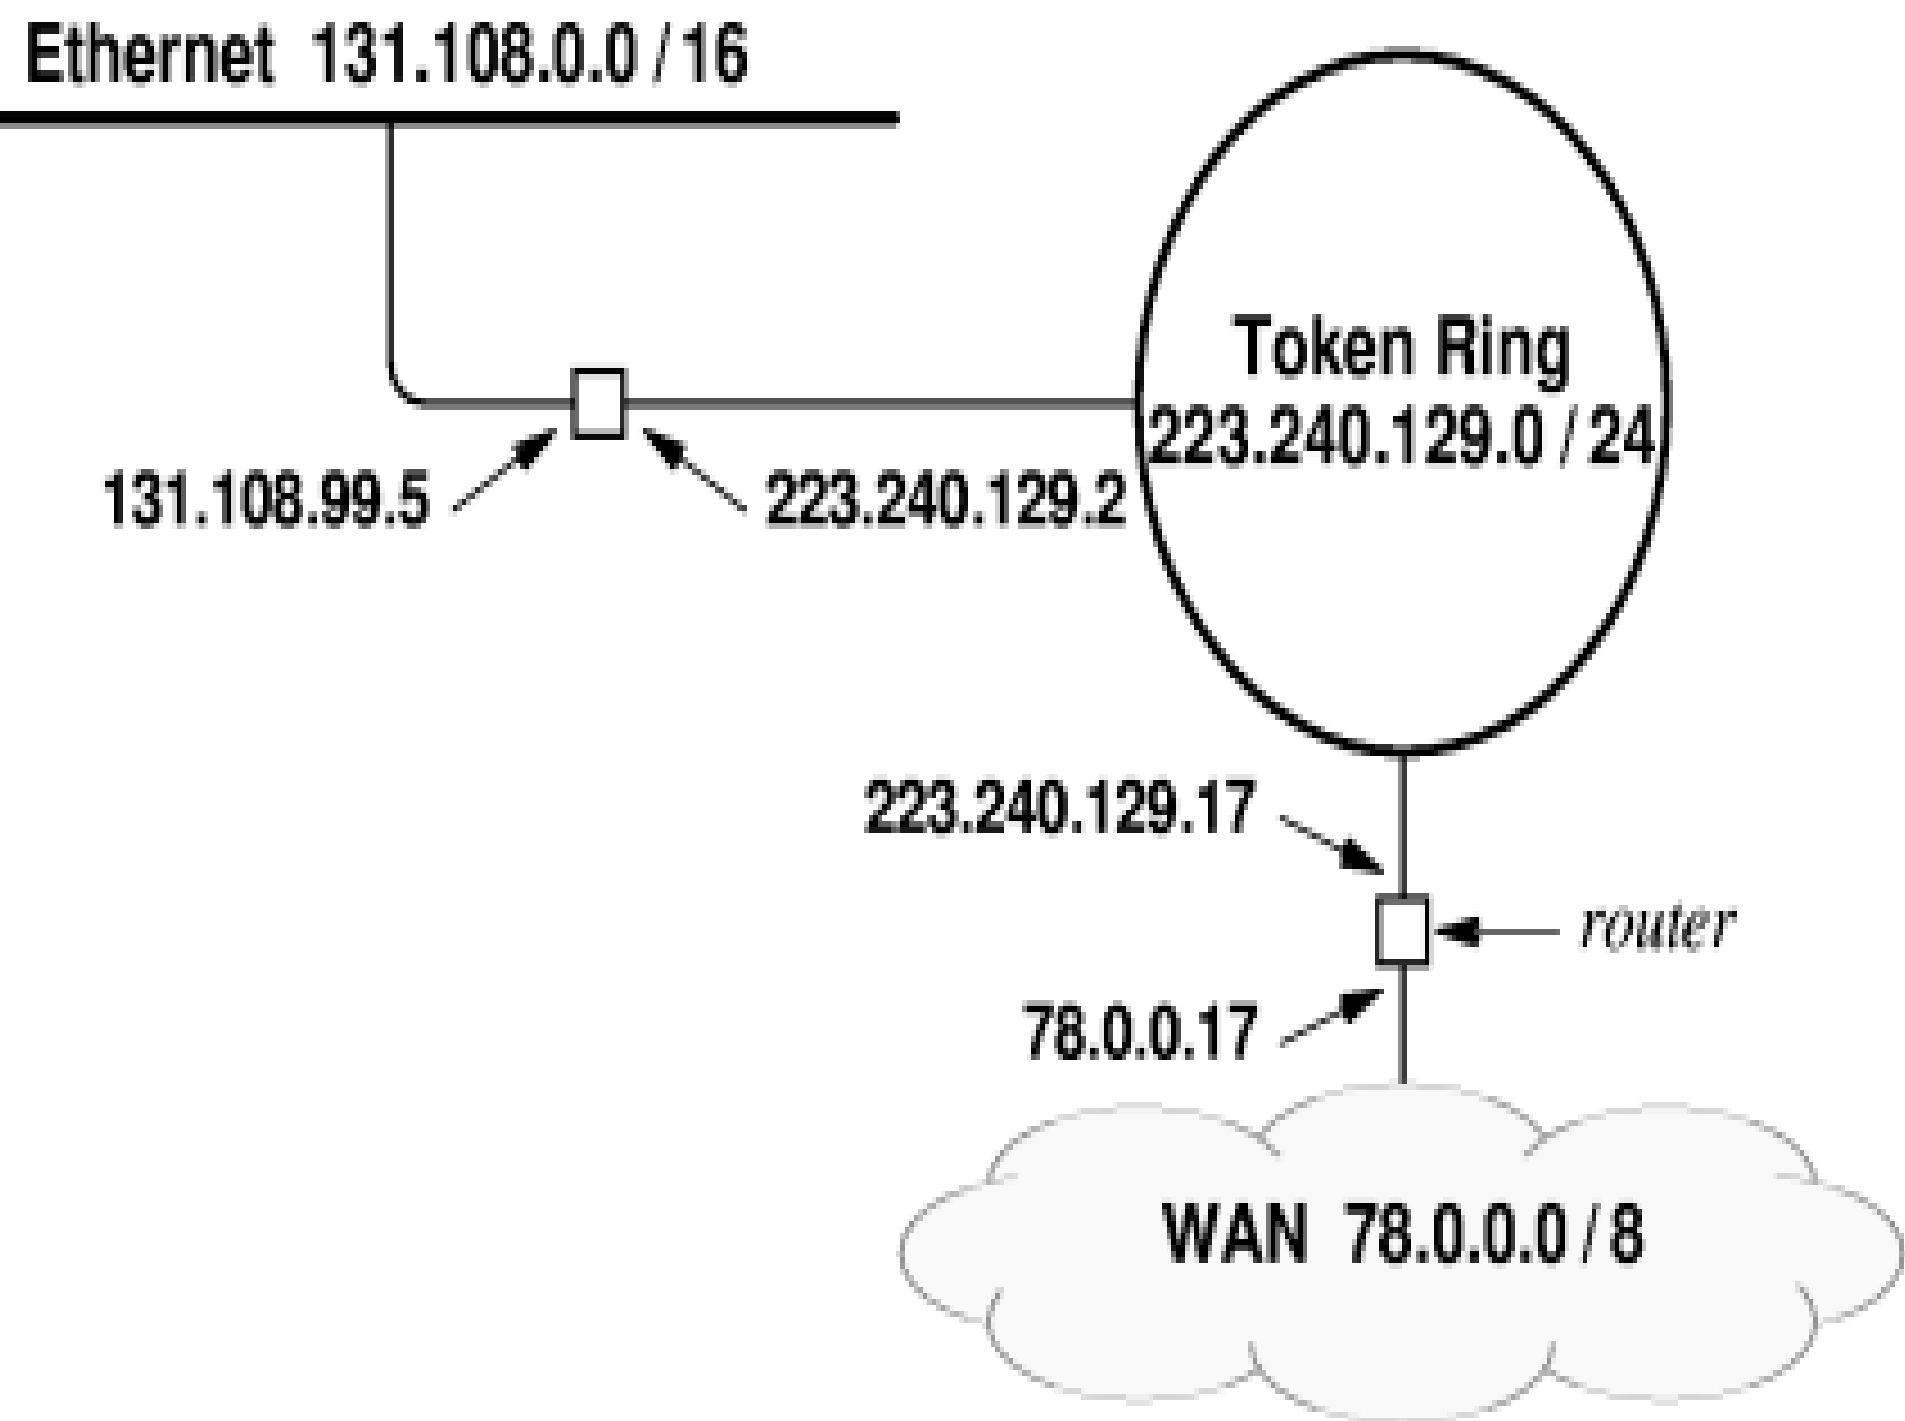 Ethernet 131.108.0.0 / 16
Token Ring
223.240.129.0 / 24
131.108.99.5
223.240.129.2
223.240.129.17
router
78.0.0.17
WAN 78.0.0.0 / 8